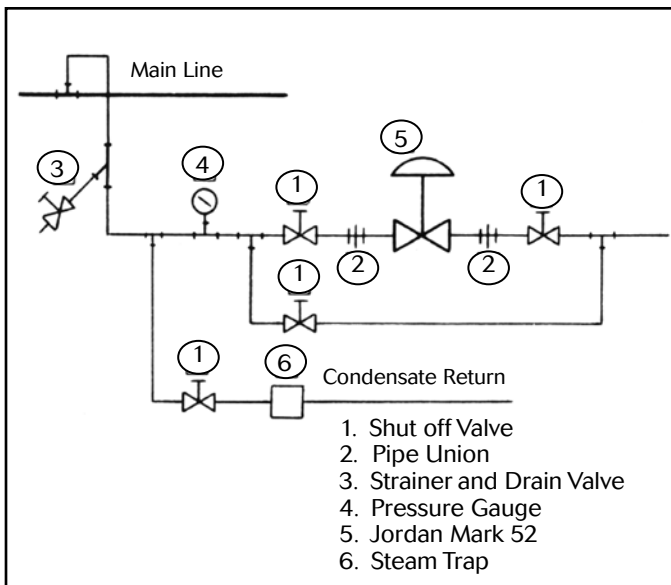 Main Line
5
3
4
1
1
2
2
1
1
6
Condensate Return
1. Shut off Valve
2. Pipe Union
3. Strainer and Drain Valve
4. Pressure Gauge
5. Jordan Mark 52
6. Steam Trap